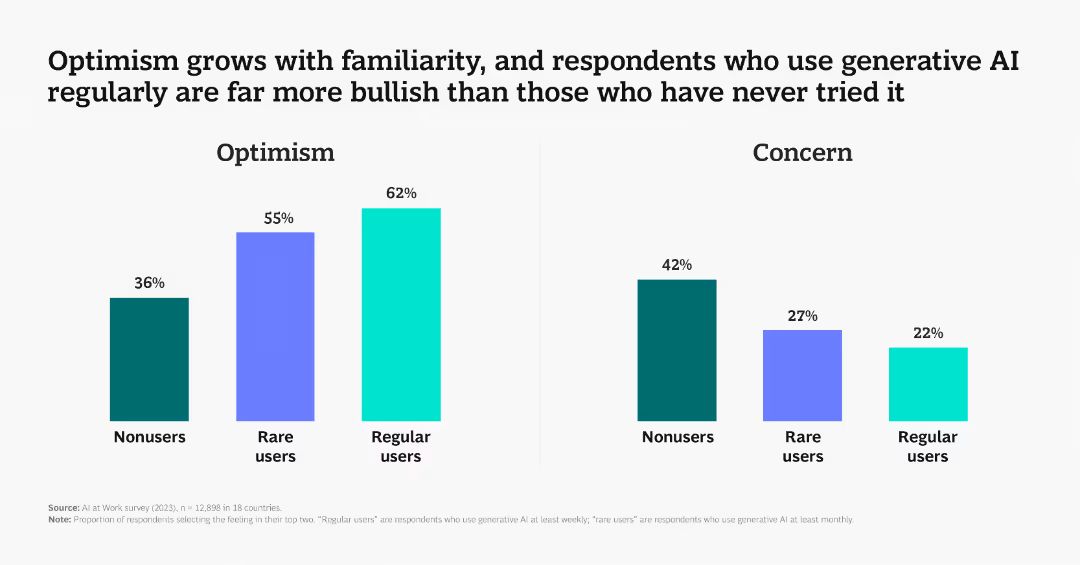 Optimism grows with familiarity, and respondents who use generative AI
regularly are far more bullish than those who have never tried it
Optimism
Concern
36%
55%
62%
42%
27%
22%
Nonusers
Rare
users
Regular
users
Nonusers
Rare
users
Regular
users
Source: AI at Work survey (2023), n = 12,898 in 18 countries.
Note: Proportion of respondents selecting the feeling in their top two. "Regular users" are respondents who use generative AI at least weekly; "rare users" are respondents who use generative AI at least monthly.